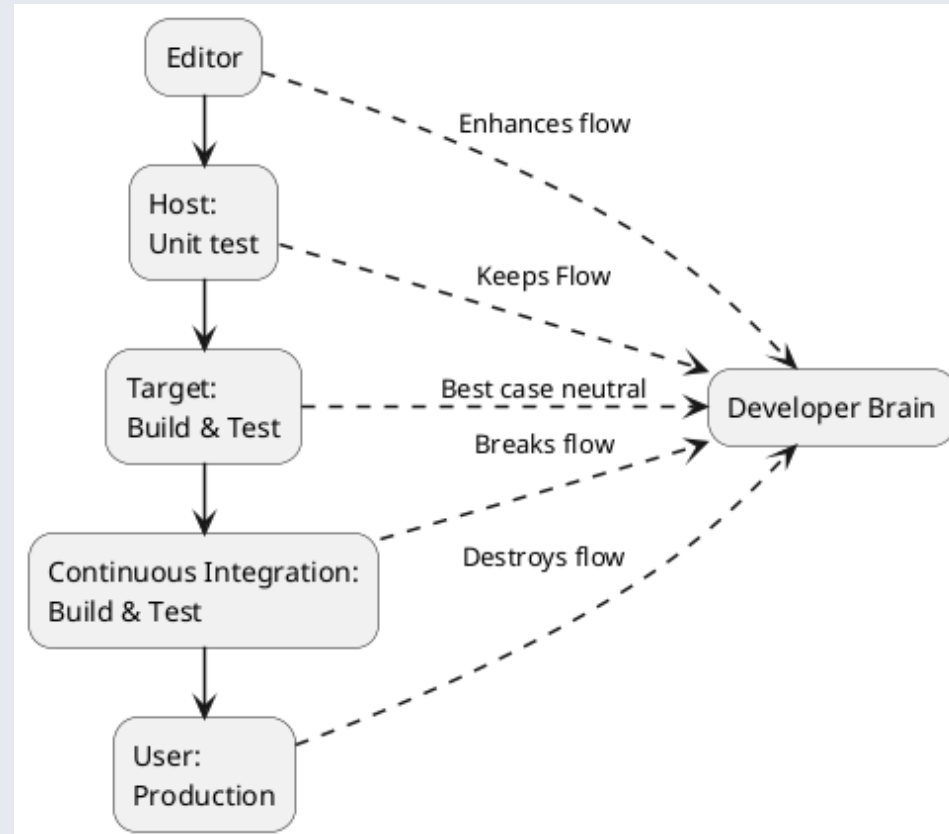 Editor
Enhances flow
Host:
Unit test
Keeps Flow
Target:
Build & Test
Best case neutral
Developer Brain
Breaks flow
Continuous Integration:
Build & Test
Destroys flow
User:
Production